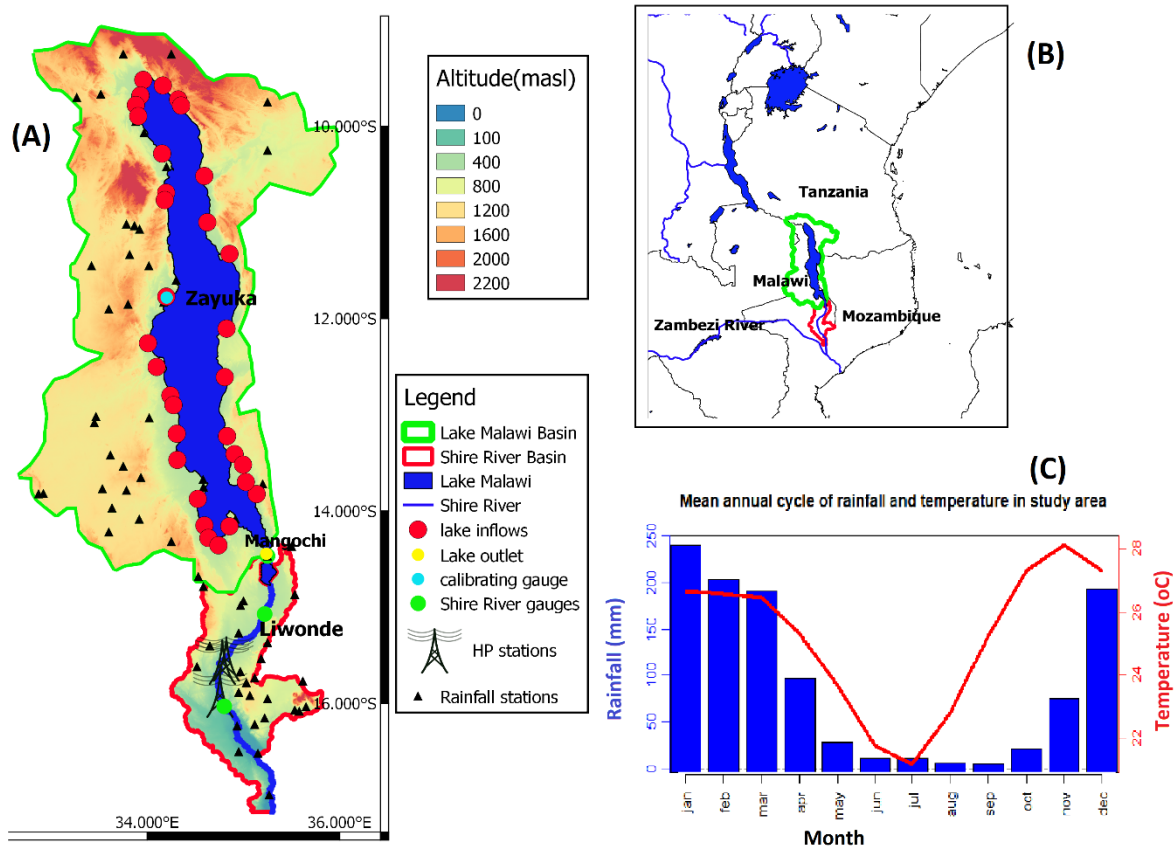 (A)
10.000°S
12.000°S
14.000°S
16.000°S
34.000°E
36.000°E
Zayuka
Mangochi
Liwonde
Altitude(masl)
0
100
400
800
1200
1600
2000
2200
Legend
Lake Malawi Basin
Shire River Basin
Lake Malawi
Shire River
lake inflows
Lake outlet
calibrating gauge
Shire River gauges
HP stations
Rainfall stations
(B)
Tanzania
Malawi
Mozambique
Zambezi River
(C)
Mean annual cycle of rainfall and temperature in study area
Rainfall (mm)
250
200
150
100
50
0
Temperature (oC)
28
26
24
22
jan feb mar apr may jun jul aug sep oct nov dec
Month